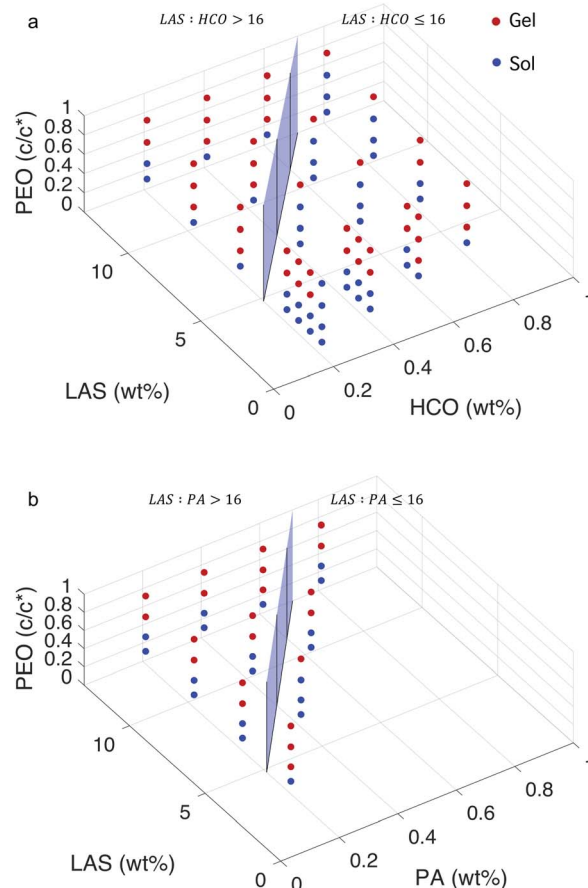 a
LAS : HCO > 16
LAS : HCO ≤ 16
Gel
Sol
PEO (c/c*)
1
0.8
0.6
0.4
0.2
0
10
5
0
LAS (wt%)
0
0.2
0.4
0.6
0.8
HCO (wt%)
b
LAS : PA > 16
LAS : PA ≤ 16
PEO (c/c*)
1
0.8
0.6
0.4
0.2
0
10
5
0
LAS (wt%)
0
0.2
0.4
0.6
0.8
PA (wt%)